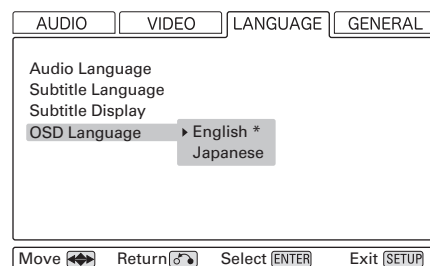 AUDIO VIDEO LANGUAGE GENERAL
Audio Language
Subtitle Language
Subtitle Display
OSD Language English *
Japanese
Move Return Select ENTER Exit SETUP